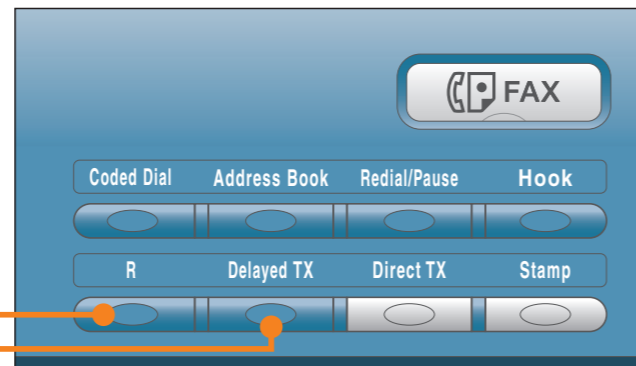 FAX
Coded Dial Address Book Redial/Pause Hook
R Delayed TX Direct TX Stamp